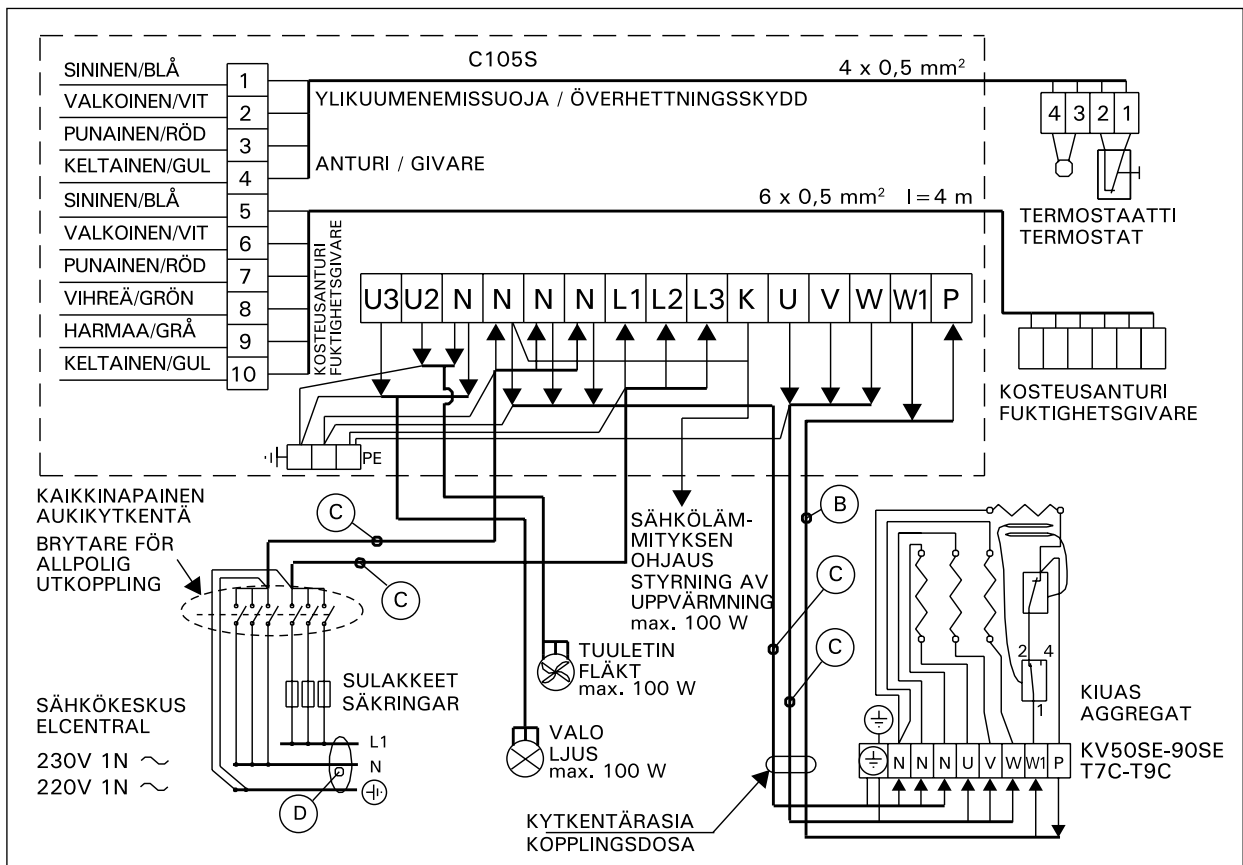 C105S
SININEN/BLÅ 1
VALKOINEN/VIT 2
PUNAINEN/RÖD 3
KELTAINEN/GUL 4
SININEN/BLÅ 5
VALKOINEN/VIT 6
PUNAINEN/RÖD 7
VIHREÄ/GRÖN 8
HARMAA/GRÅ 9
KELTAINEN/GUL 10
YLIKUUMENEMISSUOJA / ÖVERHETTNINGSSKYDD
ANTURI / GIVARE
4 x 0,5 mm²
4 3 2 1
TERMOSTAATTI
TERMOSTAT
6 x 0,5 mm² l=4 m
KOSTEUSANTURI
FUKTIGHETSGIVARE
KOSTEUSANTURI
FUKTIGHETSGIVARE
U3 U2 N N N N L1 L2 L3 K U V W W1 P
PE
KAIKKINAPAINEN
AUKIKYTKENTÄ
BRYTARE FÖR
ALLPOLIG
UTKOPPLING
C
C
SÄHKÖLÄM-
MITYKSEN
OHJAUS
STYRNING AV
UPPVÄRMNING
max. 100 W
B
C
C
TUULETIN
FLÄKT
max. 100 W
VALO
LJUS
max. 100 W
SULAKKEET
SÄKRINGAR
SÄHKÖKESKUS
ELCENTRAL
230V 1N ~
220V 1N ~
L1
N
D
KYTKENTÄRASIA
KOPPLINGSDOSA
2 4
1
KIUAS
AGGREGAT
KV50SE-90SE
T7C-T9C
N N N U V W W1 P